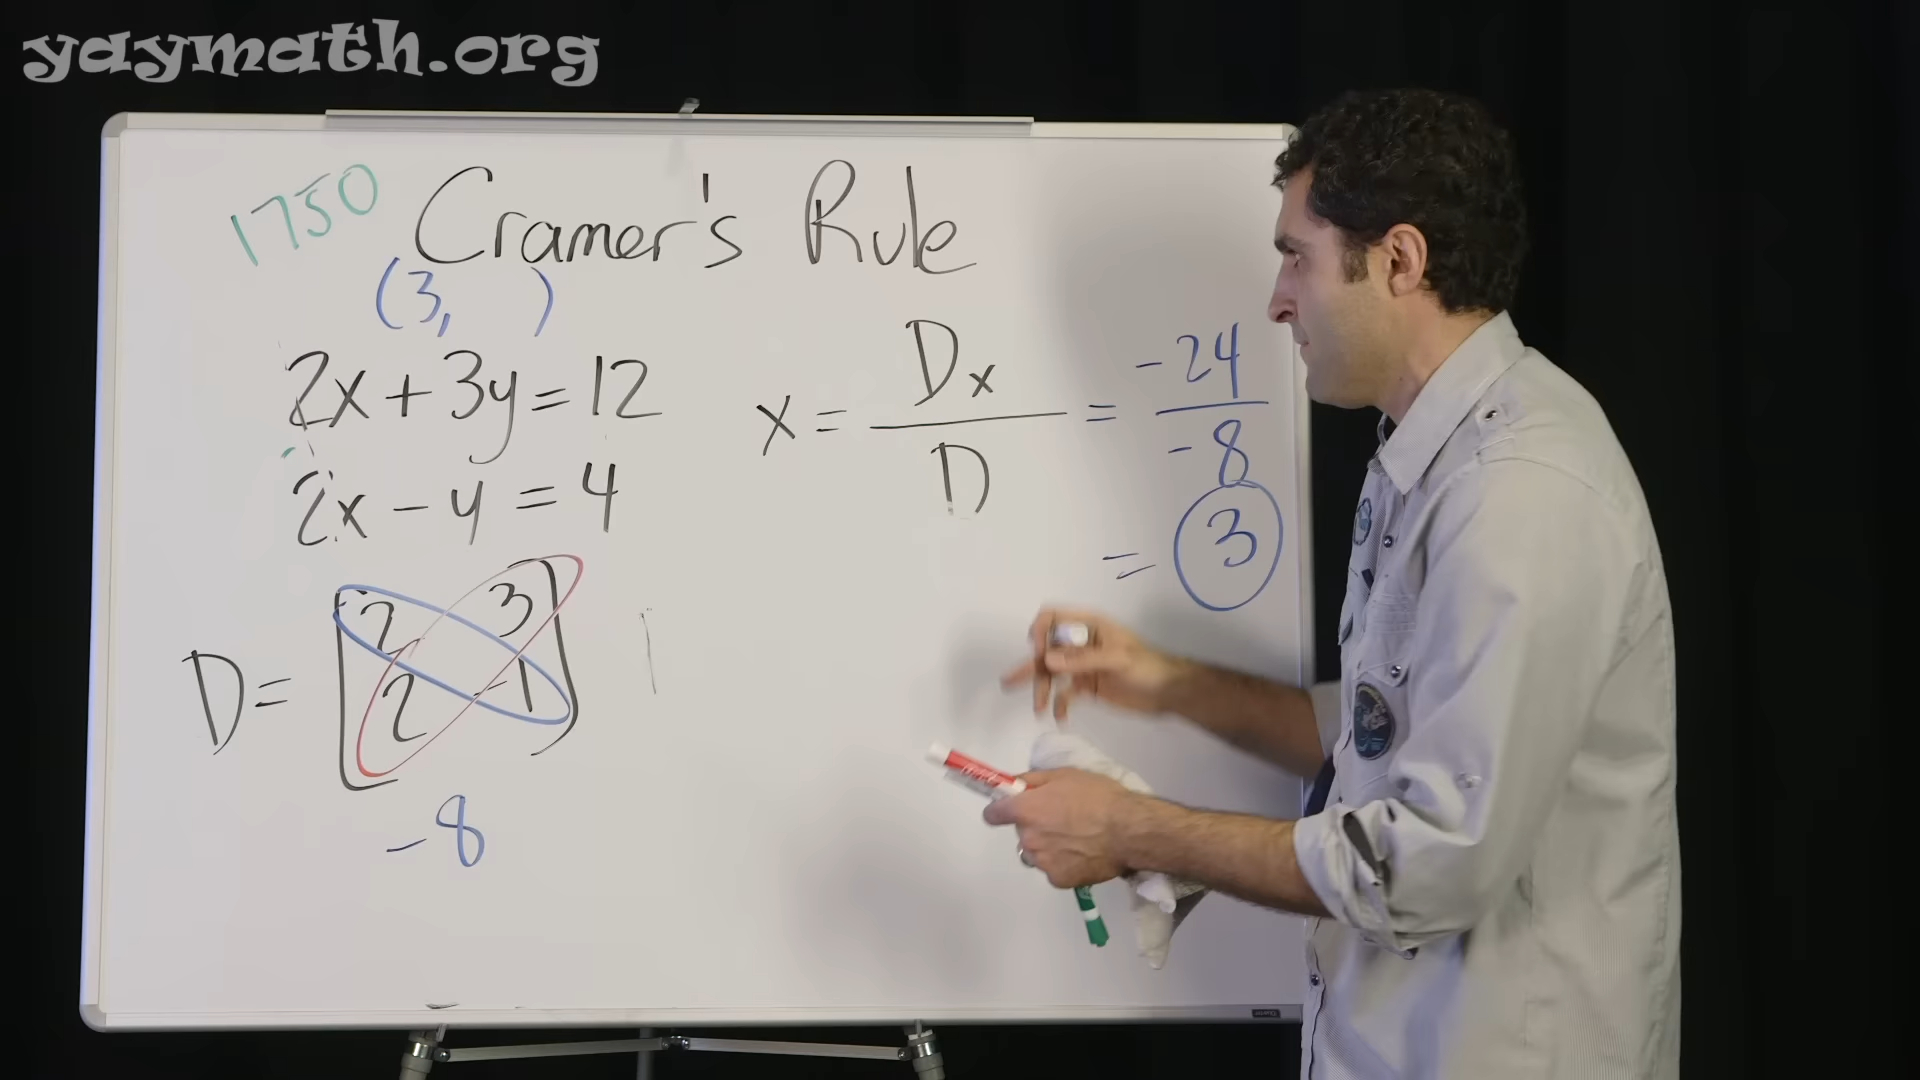 yaymath.org
1750
Cramer's Rule
(3, )
2x + 3y = 12
2x - y = 4
x = Dx / D = -24 / -8
= 3
D = [2 3
2 -1]
-8